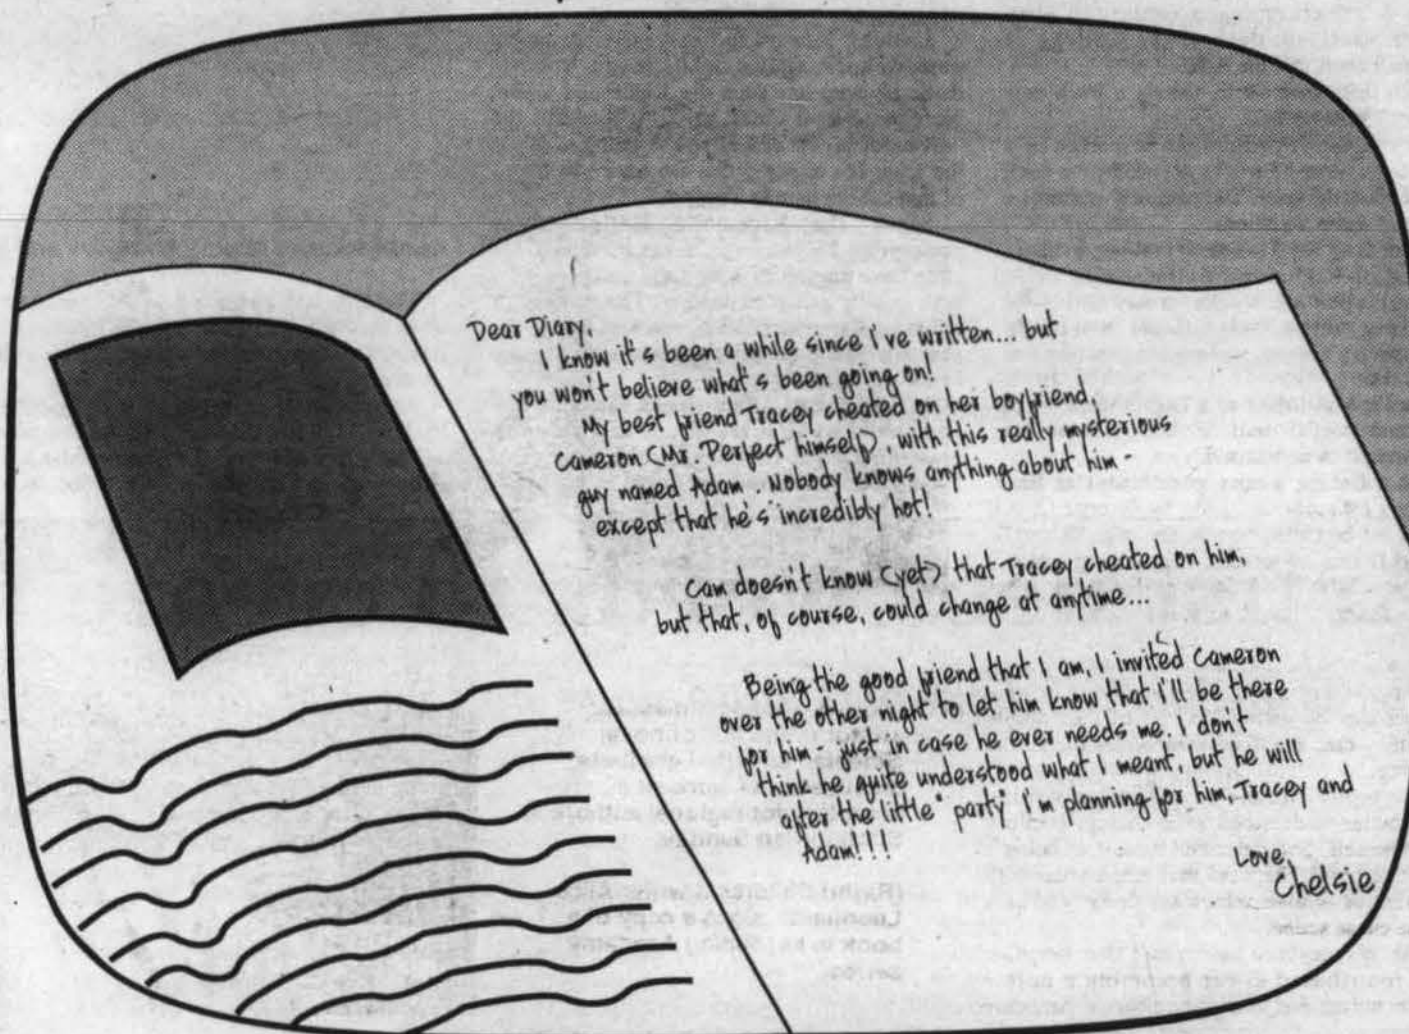 Dear Diary,
I know it's been a while since I've written... but
you won't believe what's been going on!
My best friend Tracey cheated on her boyfriend,
Cameron (Mr. Perfect himself), with this really mysterious
guy named Adam. Nobody knows anything about him -
except that he's incredibly hot!
Cam doesn't know (yet) that Tracey cheated on him,
but that, of course, could change at anytime...
Being the good friend that I am, I invited Cameron
over the other night to let him know that I'll be there
for him - just in case he ever needs me. I don't
think he quite understood what I meant, but he will
after the little "party" I'm planning for him, Tracey and
Adam!!!
Love,
Chelsie